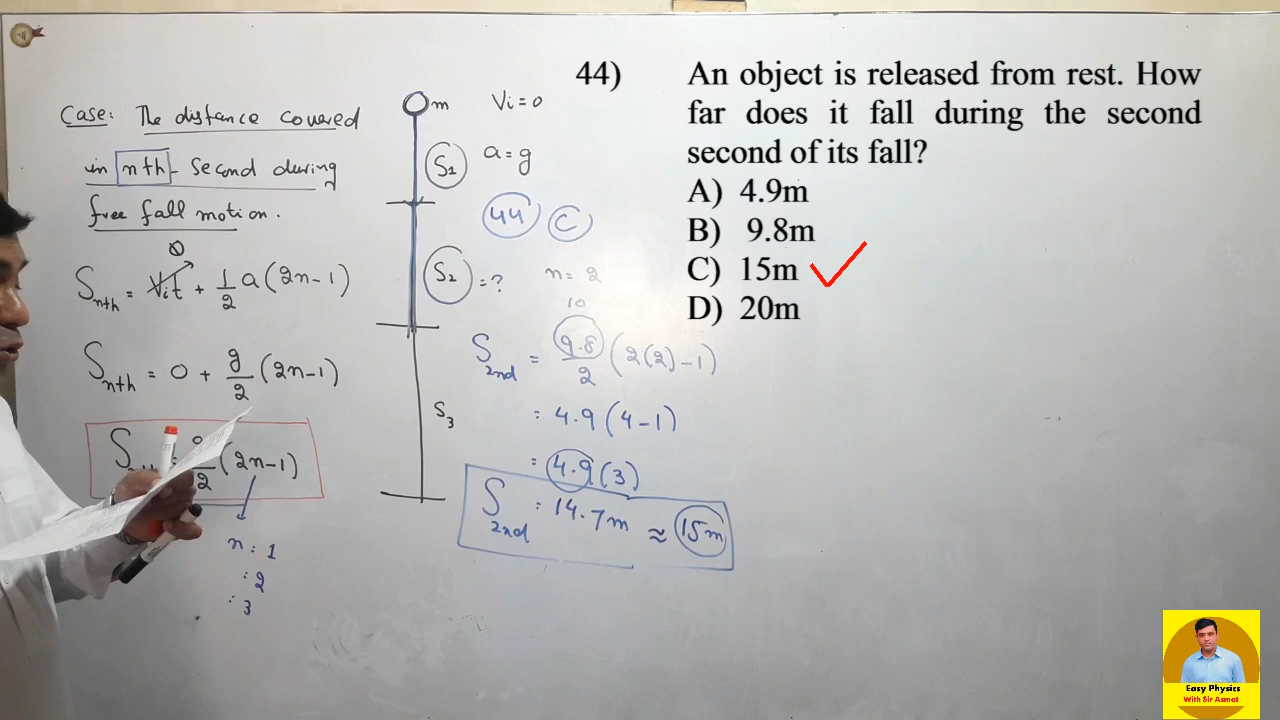 Case: The distance covered
in nth - Second during
free fall motion.
0
S nth = Vit + 1/2 a (2n-1)
S nth = 0 + g/2 (2n-1)
2 (2n-1)
n : 1
: 2
: 3
m Vi = 0
S1 a = g
44 C
S2 = ? n = 2
10
S 2nd = 9.8/2 (2(2)-1)
S3
= 4.9 (4-1)
= 4.9 (3)
S 2nd = 14.7m ≈ 15m
44) An object is released from rest. How
far does it fall during the second
second of its fall?
A) 4.9m
B) 9.8m
C) 15m
D) 20m
Easy Physics
With Sir Asmat